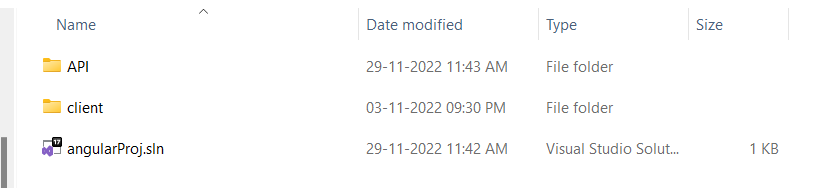 Name Date modified Type Size
API 29-11-2022 11:43 AM File folder
client 03-11-2022 09:30 PM File folder
17 angularProj.sln 29-11-2022 11:42 AM Visual Studio Solut... 1 KB